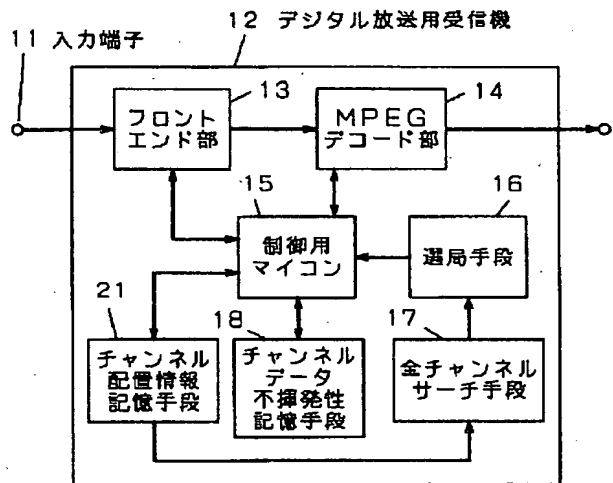 12 デジタル放送用受信機
11 入力端子
13
14
フロント
エンド部
MPEG
デコード部
15
16
制御用
マイコン
選局手段
21
18
17
チャンネル
配置情報
記憶手段
チャンネル
データ
不揮発性
記憶手段
全チャンネル
サーチ手段